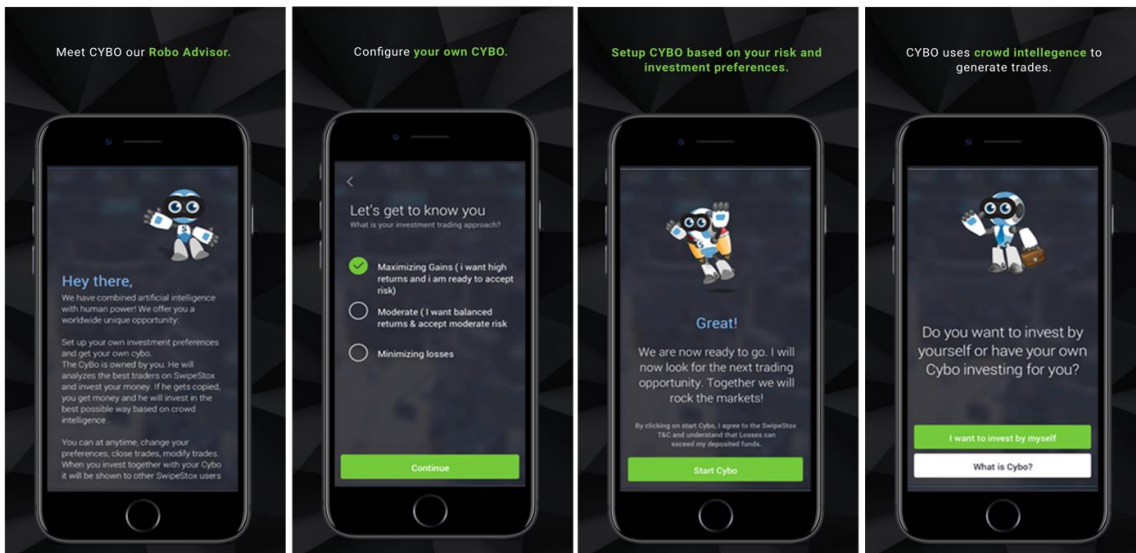 Meet CYBO our Robo Advisor.
Hey there,
We have combined artificial intelligence
with human power! We offer you a
worldwide unique opportunity:
Set up your own investment preferences
and get your own cybo.
The CyBo is owned by you. He will
analyzes the best traders on SwipeStox
and invest your money. If he gets copied,
you get money and he will invest in the
best possible way based on crowd
intelligence .
You can at anytime, change your
preferences, close trades, modify trades.
When you invest together with your Cybo
it will be shown to other SwipeStox users
Configure your own CYBO.
Let's get to know you
What is your investment trading approach?
Maximizing Gains ( i want high
returns and i am ready to accept
risk)
Moderate ( I want balanced
returns & accept moderate risk
Minimizing losses
Continue
Setup CYBO based on your risk and
investment preferences.
Great!
We are now ready to go. I will
now look for the next trading
opportunity. Together we will
rock the markets!
By clicking on start Cybo, I agree to the SwipeStox
T&C and understand that Losses can
exceed my deposited funds.
Start Cybo
CYBO uses crowd intellegence to
generate trades.
Do you want to invest by
yourself or have your own
Cybo investing for you?
I want to invest by myself
What is Cybo?